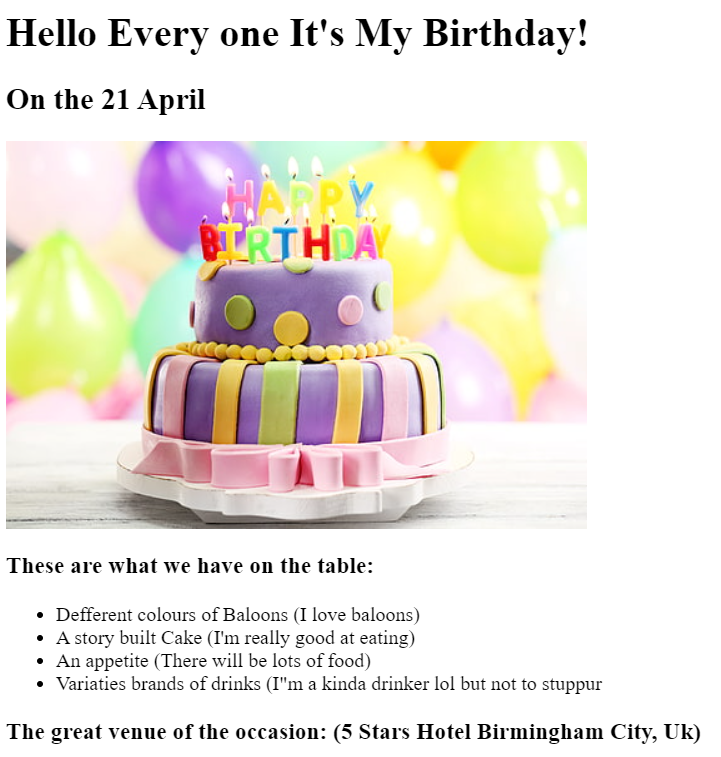 Hello Every one It's My Birthday!
On the 21 April
HAPPY
BIRTHDAY
These are what we have on the table:
Defferent colours of Baloons (I love baloons)
A story built Cake (I'm really good at eating)
An appetite (There will be lots of food)
Variaties brands of drinks (I"m a kinda drinker lol but not to stuppur
The great venue of the occasion: (5 Stars Hotel Birmingham City, Uk)